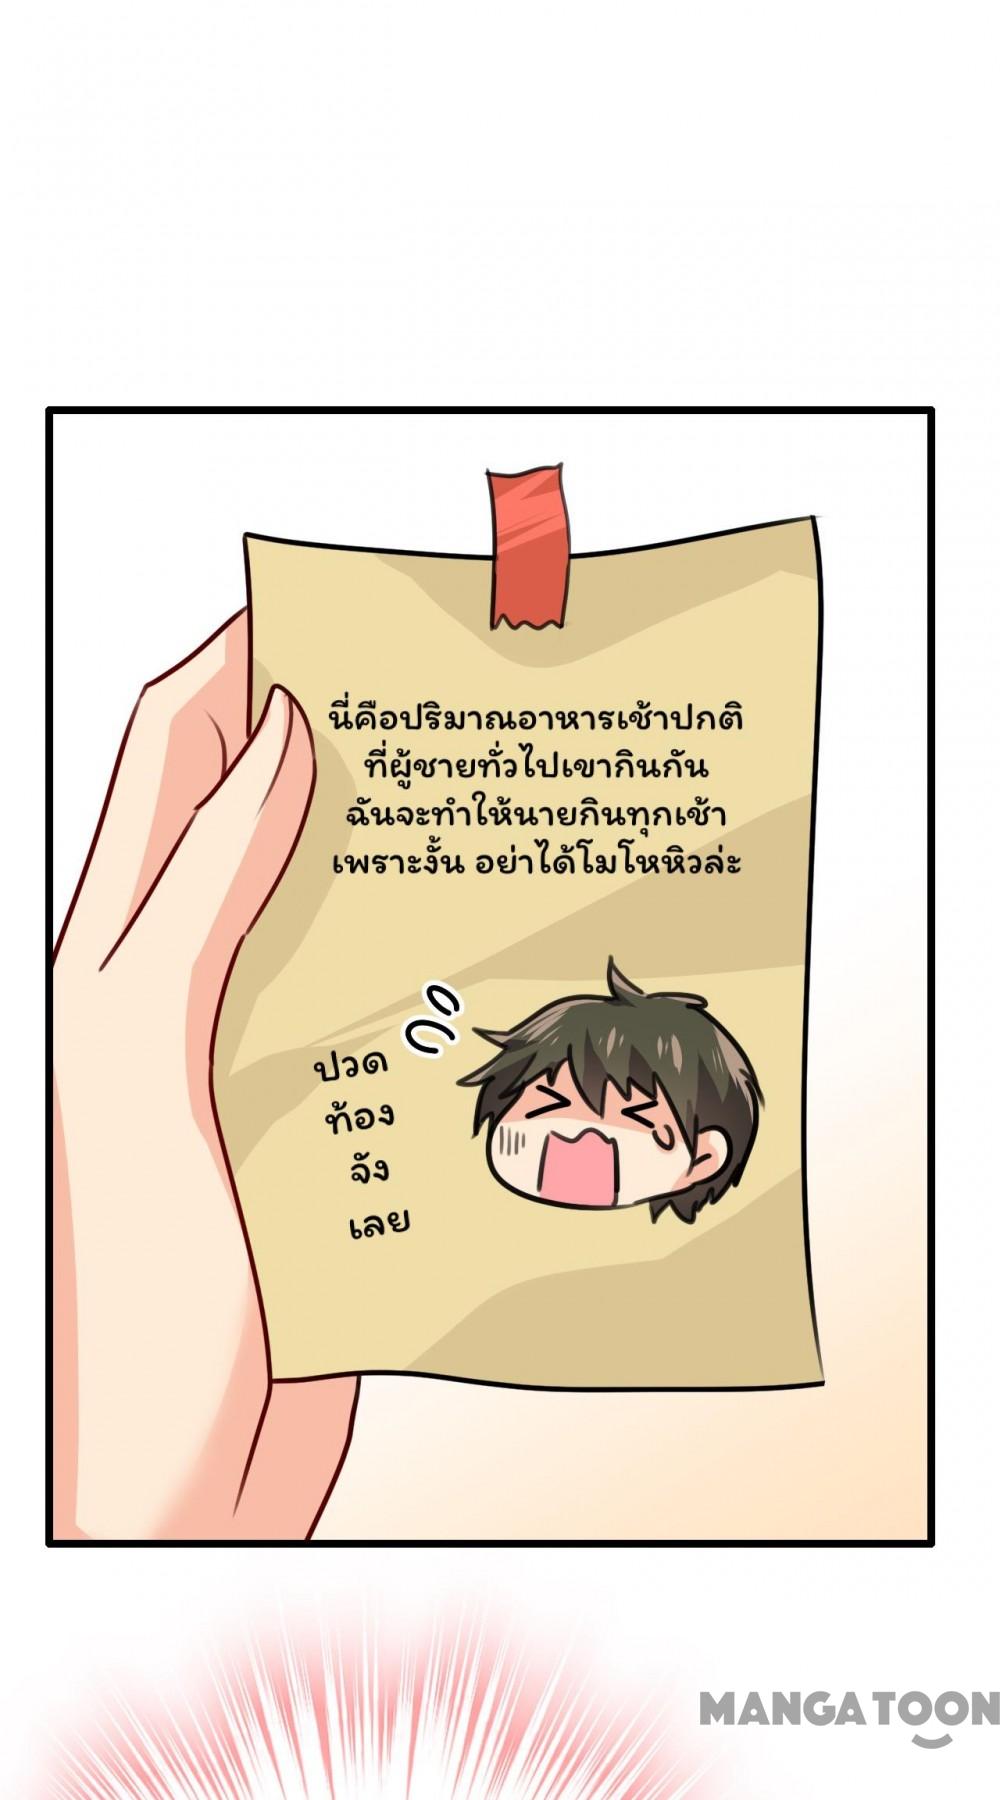 นี่คือปริมาณอาหารเช้าปกติ
ที่ผู้ชายทั่วไปเขากินกัน
ฉันจะทำให้นายกินทุกเช้า
เพราะงั้น อย่าได้โมโหหิวล่ะ
ปวด
ท้อง
จัง
เลย
MANGATOON